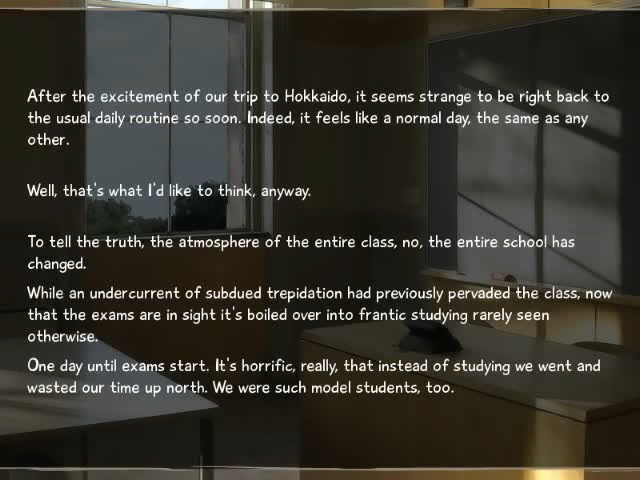 After the excitement of our trip to Hokkaido, it seems strange to be right back to
the usual daily routine so soon. Indeed, it feels like a normal day, the same as any
other.
Well, that's what I'd like to think, anyway.
To tell the truth, the atmosphere of the entire class, no, the entire school has
changed.
While an undercurrent of subdued trepidation had previously pervaded the class, now
that the exams are in sight it's boiled over into frantic studying rarely seen
otherwise.
One day until exams start. It's horrific, really, that instead of studying we went and
wasted our time up north. We were such model students, too.